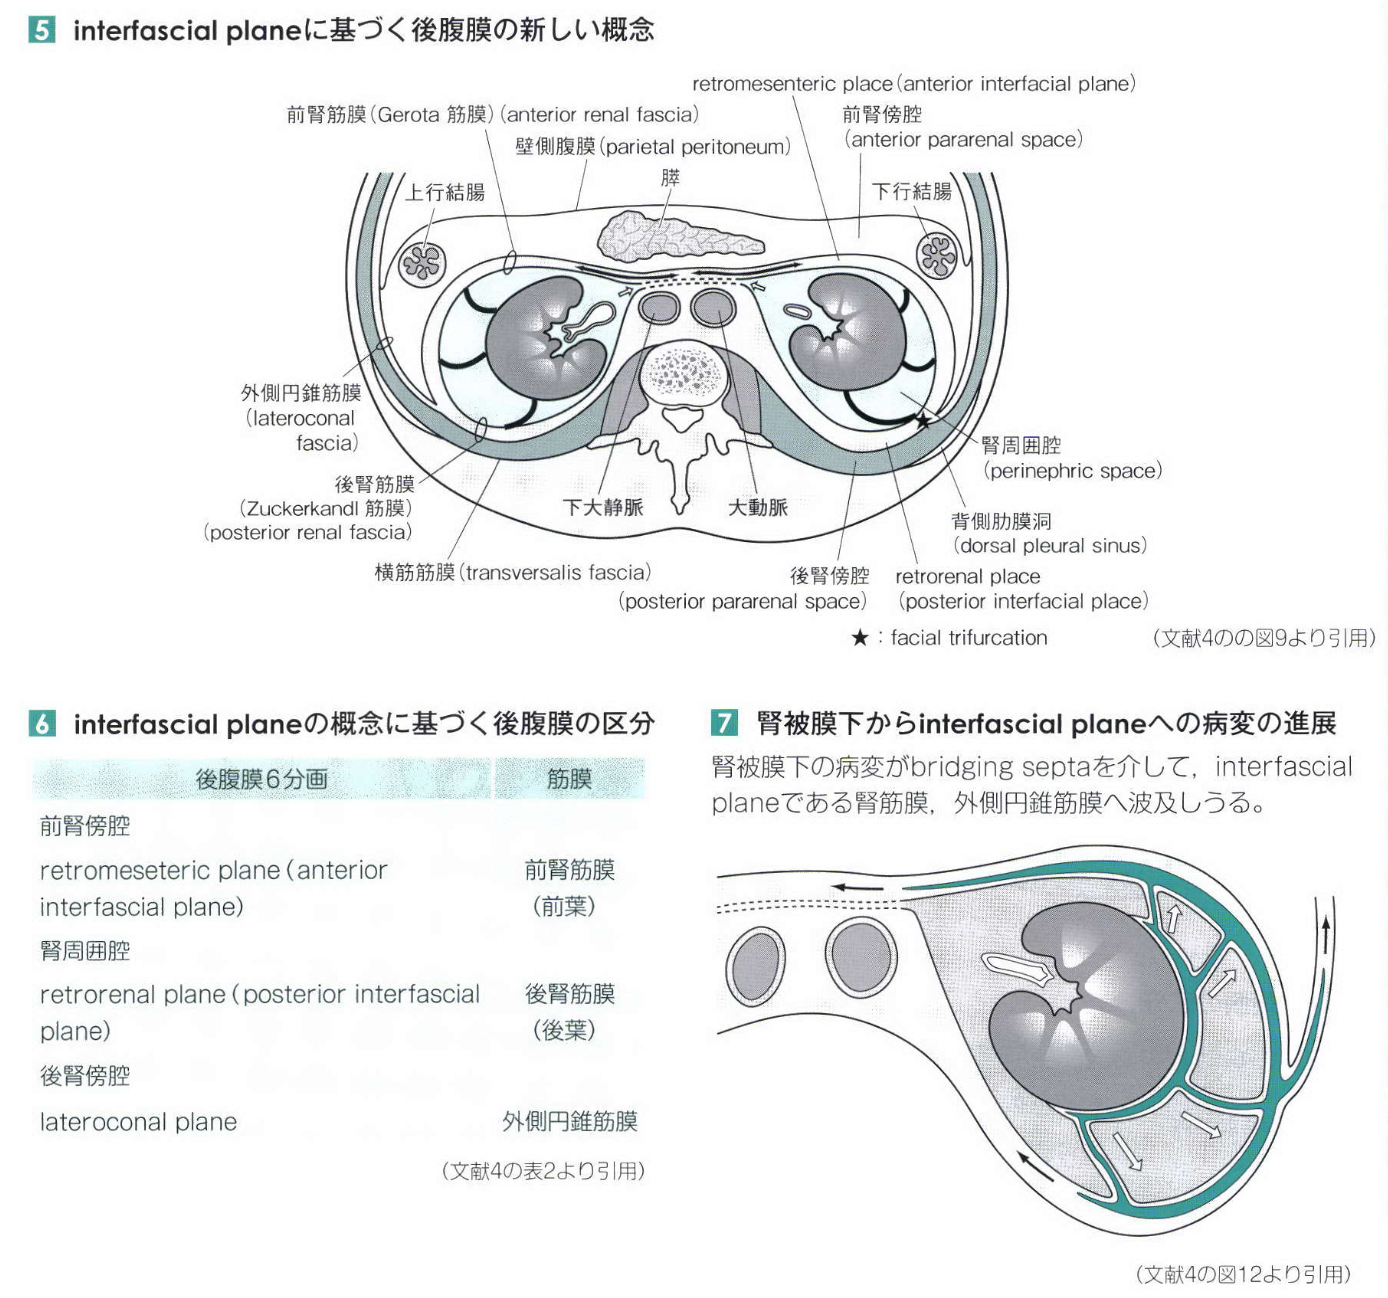 5 interfascial planeに基づく後腹膜の新しい概念
retromesenteric place(anterior interfacial plane)
前腎筋膜(Gerota 筋膜)(anterior renal fascia)
前腎傍腔
(anterior pararenal space)
壁側腹膜(parietal peritoneum)
膵
上行結腸
下行結腸
外側円錐筋膜
(lateroconal
fascia)
腎周囲腔
(perinephric space)
後腎筋膜
(Zuckerkandl 筋膜)
(posterior renal fascia)
下大静脈
大動脈
背側肋膜洞
(dorsal pleural sinus)
横筋筋膜(transversalis fascia)
後腎傍腔
(posterior pararenal space)
retrorenal place
(posterior interfacial place)
★：facial trifurcation
(文献4のの図9より引用)
6 interfascial planeの概念に基づく後腹膜の区分
後腹膜6分画 筋膜
前腎傍腔
retromeseteric plane(anterior
interfascial plane)
前腎筋膜
(前葉)
腎周囲腔
retrorenal plane(posterior interfascial
plane)
後腎筋膜
(後葉)
後腎傍腔
lateroconal plane 外側円錐筋膜
(文献4の表2より引用)
7 腎被膜下からinterfascial planeへの病変の進展
腎被膜下の病変がbridging septaを介して，interfascial
planeである腎筋膜，外側円錐筋膜へ波及しうる。
(文献4の図12より引用)